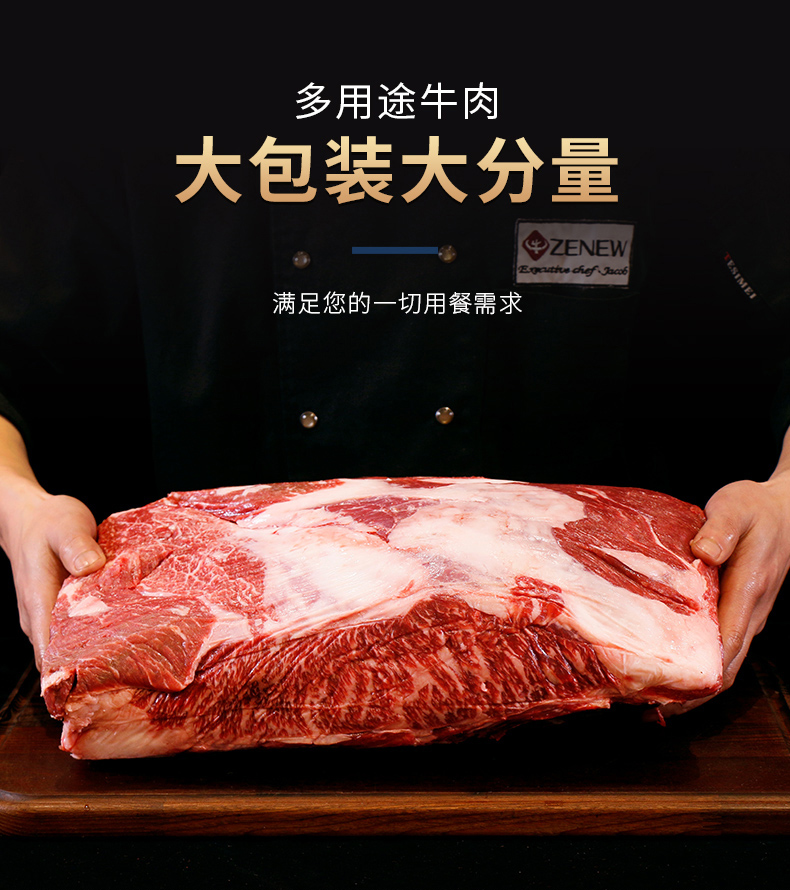 多用途牛肉
大包装大分量
ZENEW
Executive chef·Jacob
TESIMEI
满足您的一切用餐需求